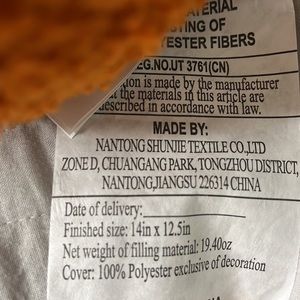 MATERIAL
STING OF
YESTER FIBERS
EG.NO.UT 3761(CN)
ation is made by the manufacturer
at the materials in this article are
described in accordance with law.
MADE BY:
NANTONG SHUNJIE TEXTILE CO.,LTD
ZONE D, CHUANGANG PARK, TONGZHOU DISTRICT,
NANTONG,JIANGSU 226314 CHINA
Date of delivery:
Finished size: 14in x 12.5in
Net weight of filling material: 19.40oz
Cover: 100% Polyester exclusive of decoration